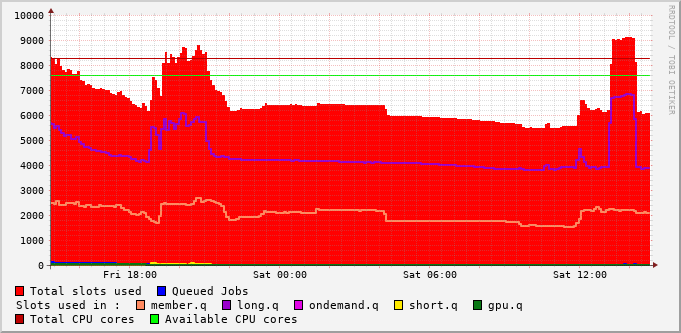 10000
9000
8000
7000
6000
5000
4000
3000
2000
1000
0
Fri 18:00 Sat 00:00 Sat 06:00 Sat 12:00
Total slots used Queued Jobs
Slots used in : member.q long.q ondemand.q short.q gpu.q
Total CPU cores Available CPU cores
RRDTOOL / TOBI OETIKER